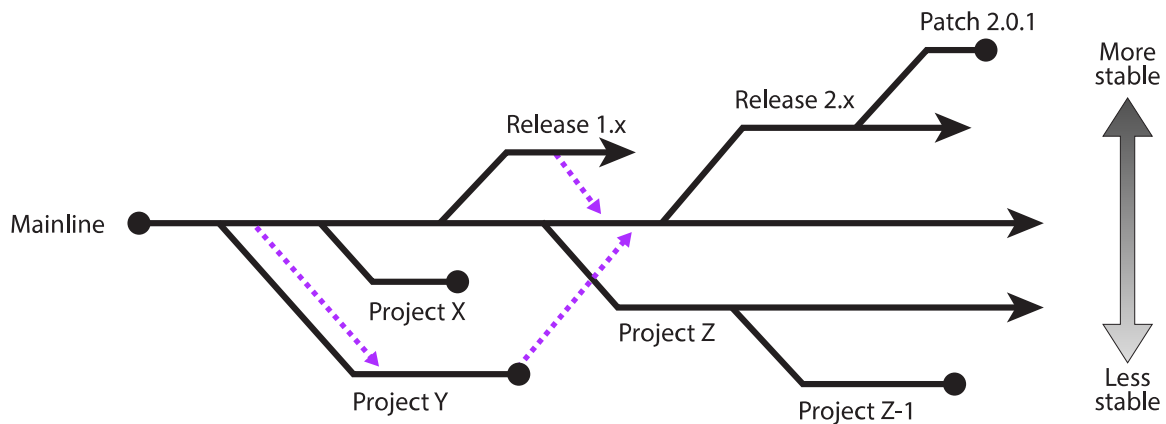 Patch 2.0.1
More
stable
Release 2.x
Release 1.x
Mainline
Project X
Project Z
Project Y
Less
stable
Project Z-1